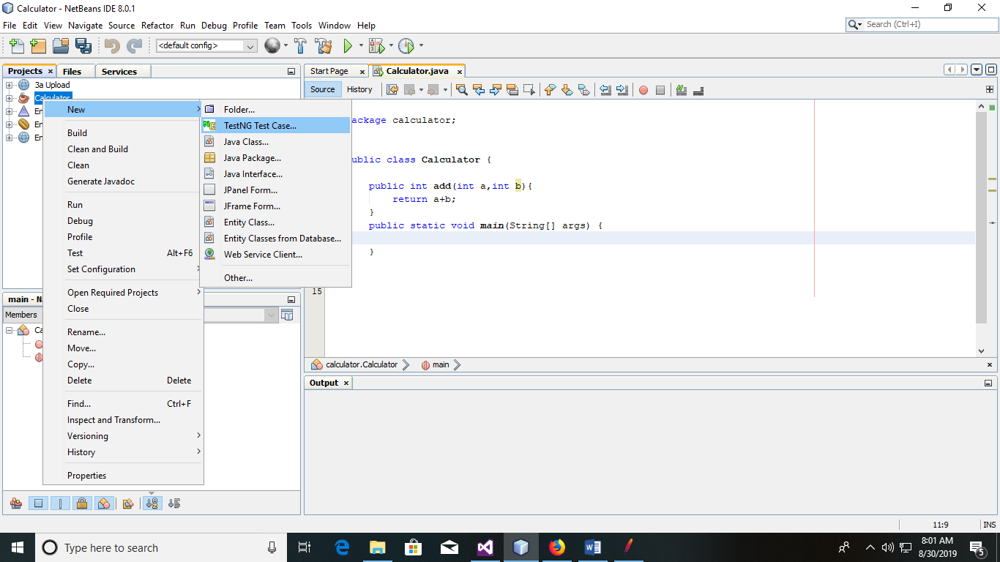 Calculator - NetBeans IDE 8.0.1
File Edit View Navigate Source Refactor Run Debug Profile Team Tools Window Help
Search (Ctrl+I)
<default config>
Projects Files Services
3a Upload
Calculator
En
En
En
New
Build
Clean and Build
Clean
Generate Javadoc
Run
Debug
Profile
Test Alt+F6
Set Configuration
Open Required Projects
Close
Rename...
Move...
Copy...
Delete Delete
Find... Ctrl+F
Inspect and Transform...
Versioning
History
Properties
Folder...
TestNG Test Case...
Java Class...
Java Package...
Java Interface...
JPanel Form...
JFrame Form...
Entity Class...
Entity Classes from Database...
Web Service Client...
Other...
main - Na
Members
Ca
Start Page Calculator.java
Source History
ackage calculator;
ublic class Calculator {
public int add(int a,int b){
return a+b;
}
public static void main(String[] args) {
}
15
calculator.Calculator main
Output
11:9 INS
Type here to search
8:01 AM
8/30/2019
5